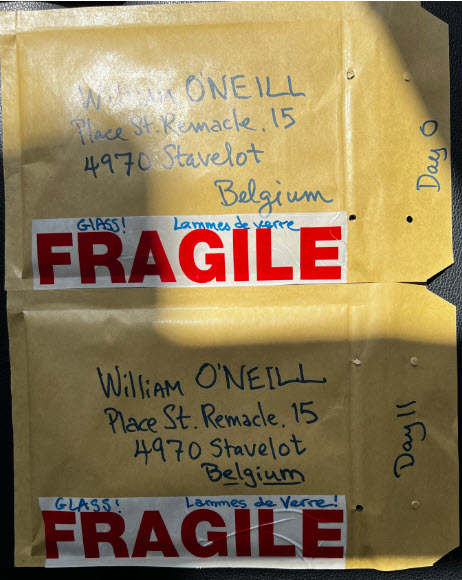 William O'NEILL
Place St. Remacle, 15
4970 Stavelot
Belgium
Day 0
GLASS! Lammes de verre
FRAGILE
William O'NEILL
Place St. Remacle, 15
4970 Stavelot
Belgium
Day 11
GLASS! Lammes de Verre!
FRAGILE